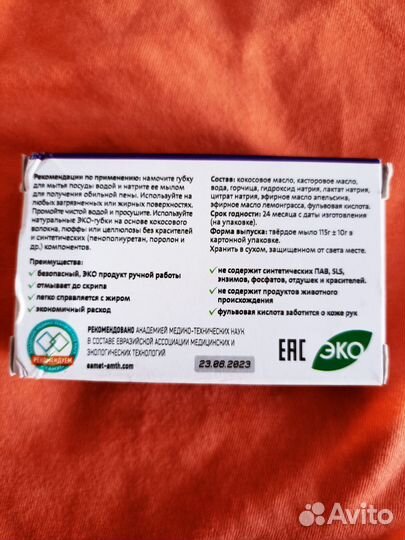 Рекомендации по применению: намочите губку
для мытья посуды водой и натрите ее мылом
для получения обильной пены. Используйте на
любых загрязненных или жирных поверхностях.
Промойте чистой водой и просушите. Используйте
натуральные ЭКО-губки на основе кокосового
волокна, люффы или целлюлозы без красителей
и синтетических (пенополиуретан, поролон и
др.) компонентов.
Преимущества:
безопасный, ЭКО продукт ручной работы
отмывает до скрипа
легко справляется с жиром
экономичный расход
Состав: кокосовое масло, касторовое масло,
вода, горчица, гидроксид натрия, лактат натрия,
цитрат натрия, эфирное масло апельсина,
эфирное масло лемонграсса, фульвовая кислота.
Срок годности: 24 месяца с даты изготовления
(на упаковке).
Форма выпуска: твёрдое мыло 115г ± 10г в
картонной упаковке.
Хранить в сухом, защищенном от света месте.
не содержит синтетических ПАВ, SLS,
энзимов, фосфатов, отдушек и красителей.
не содержит продуктов животного
происхождения
фульвовая кислота заботится о коже рук
РЕКОМЕНДУЕМ
РЕКОМЕНДОВАНО АКАДЕМИЕЙ МЕДИКО-ТЕХНИЧЕСКИХ НАУК
В СОСТАВЕ ЕВРАЗИЙСКОЙ АССОЦИАЦИИ МЕДИЦИНСКИХ И
ЭКОЛОГИЧЕСКИХ ТЕХНОЛОГИЙ
eamet-amth.com
23.08.2023
EAC
ЭКО
Avito